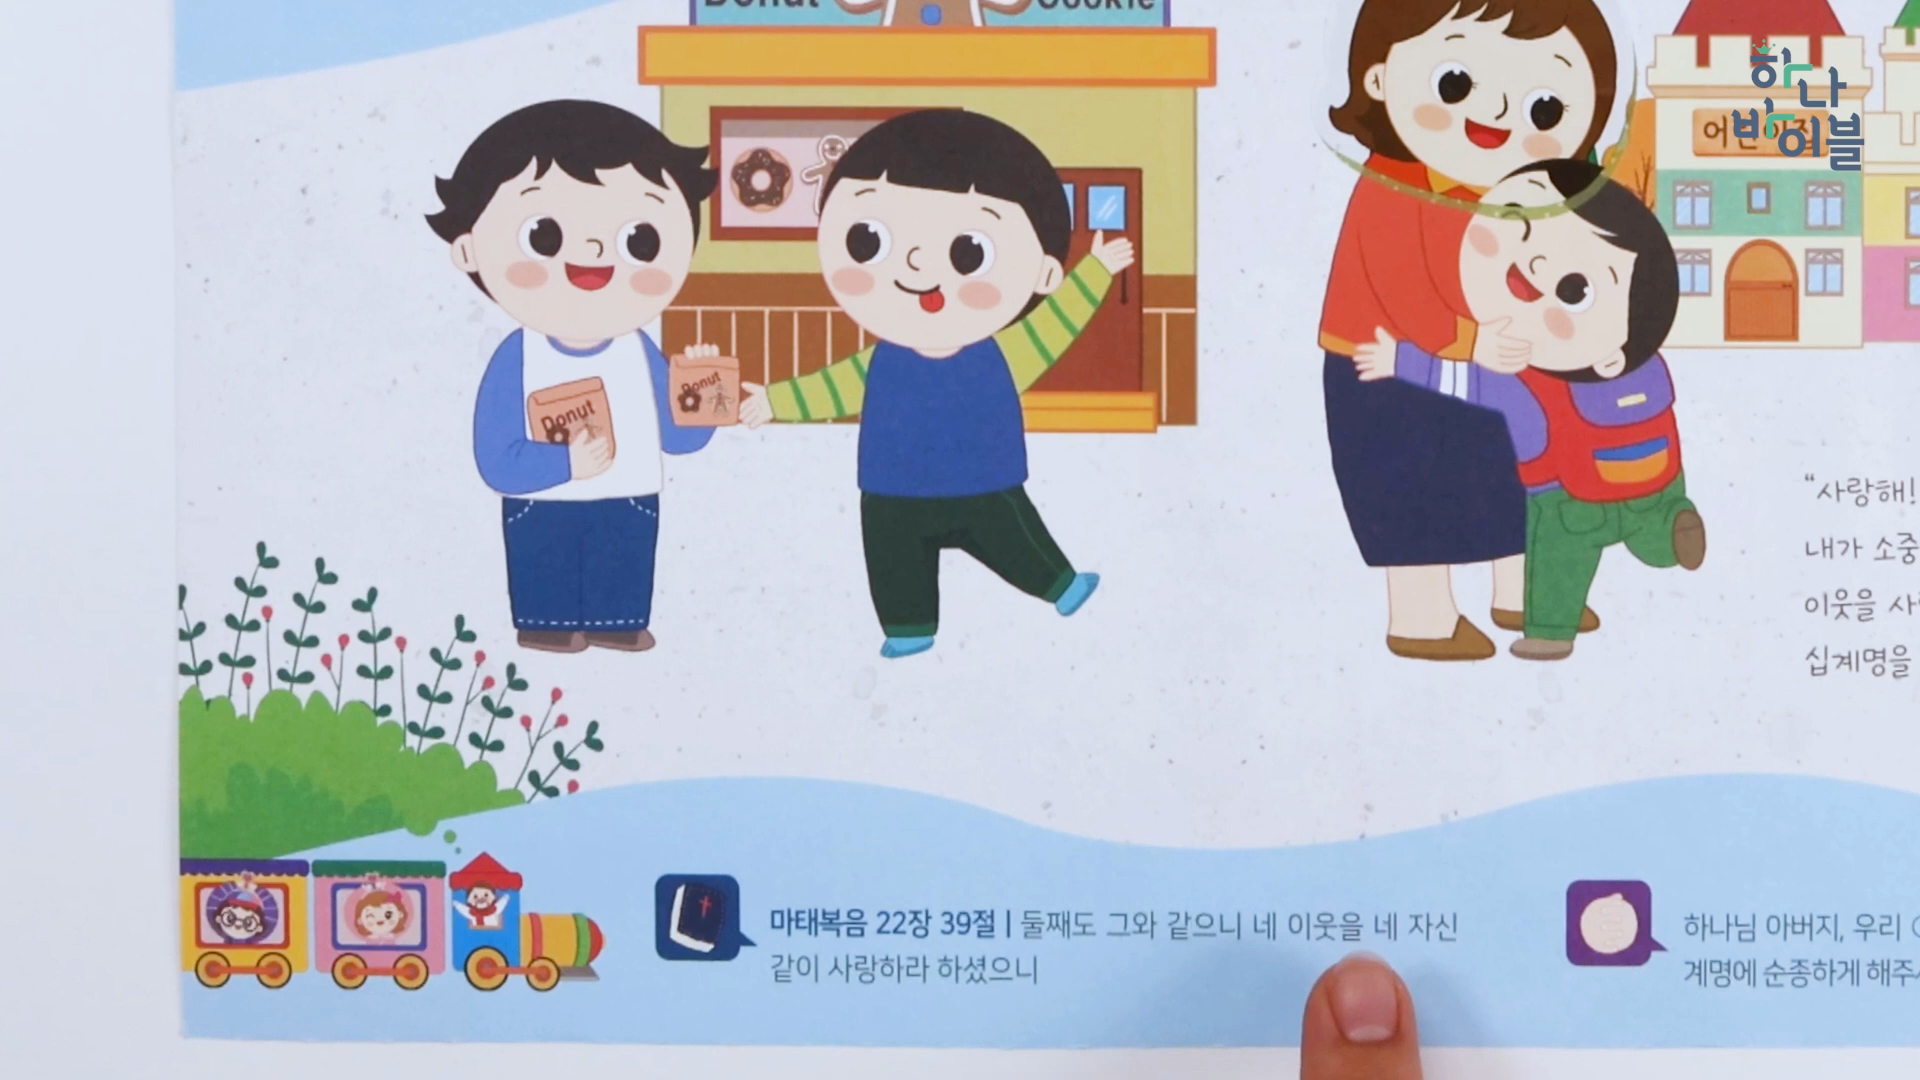 Donut Cookie
하나
바이블
Donut
Donut
"사랑해!
내가 소중
이웃을
십계명을
마태복음 22장 39절 | 둘째도 그와 같으니 네 이웃을 네 자신
같이 사랑하라 하셨으니
하나님 아버지, 우리
계명에 순종하게